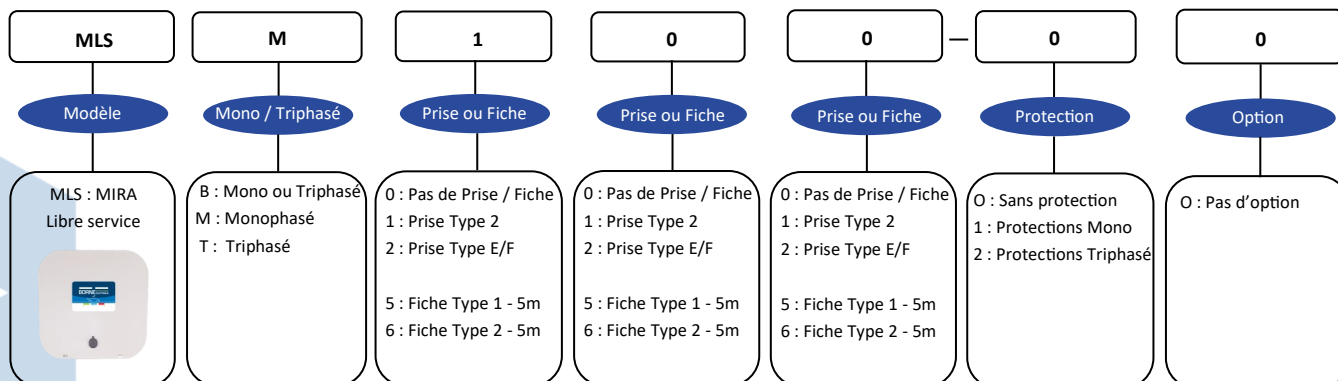 MLS M 1 0 0 — 0 0
Modèle
Mono / Triphasé
Prise ou Fiche
Prise ou Fiche
Prise ou Fiche
Protection
Option
MLS : MIRA
Libre service
BORNE
B : Mono ou Triphasé
M : Monophasé
T : Triphasé
0 : Pas de Prise / Fiche
1 : Prise Type 2
2 : Prise Type E/F
5 : Fiche Type 1 - 5m
6 : Fiche Type 2 - 5m
0 : Pas de Prise / Fiche
1 : Prise Type 2
2 : Prise Type E/F
5 : Fiche Type 1 - 5m
6 : Fiche Type 2 - 5m
0 : Pas de Prise / Fiche
1 : Prise Type 2
2 : Prise Type E/F
5 : Fiche Type 1 - 5m
6 : Fiche Type 2 - 5m
O : Sans protection
1 : Protections Mono
2 : Protections Triphasé
O : Pas d’option